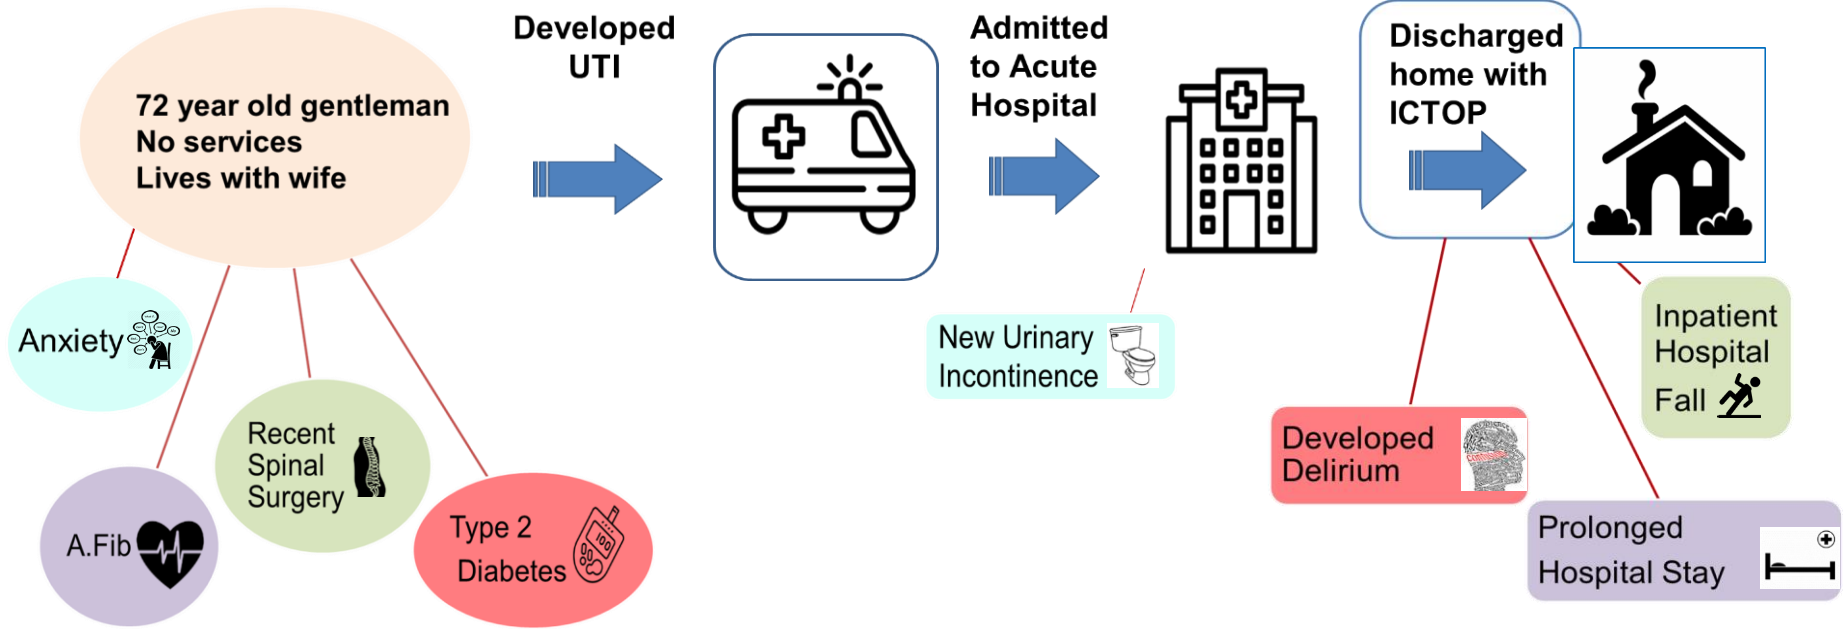 72 year old gentleman
No services
Lives with wife
Developed
UTI
Admitted
to Acute
Hospital
Discharged
home with
ICTOP
Anxiety
A.Fib
Recent
Spinal
Surgery
Type 2
Diabetes
100
New Urinary
Incontinence
Developed
Delirium
Prolonged
Hospital Stay
Inpatient
Hospital
Fall